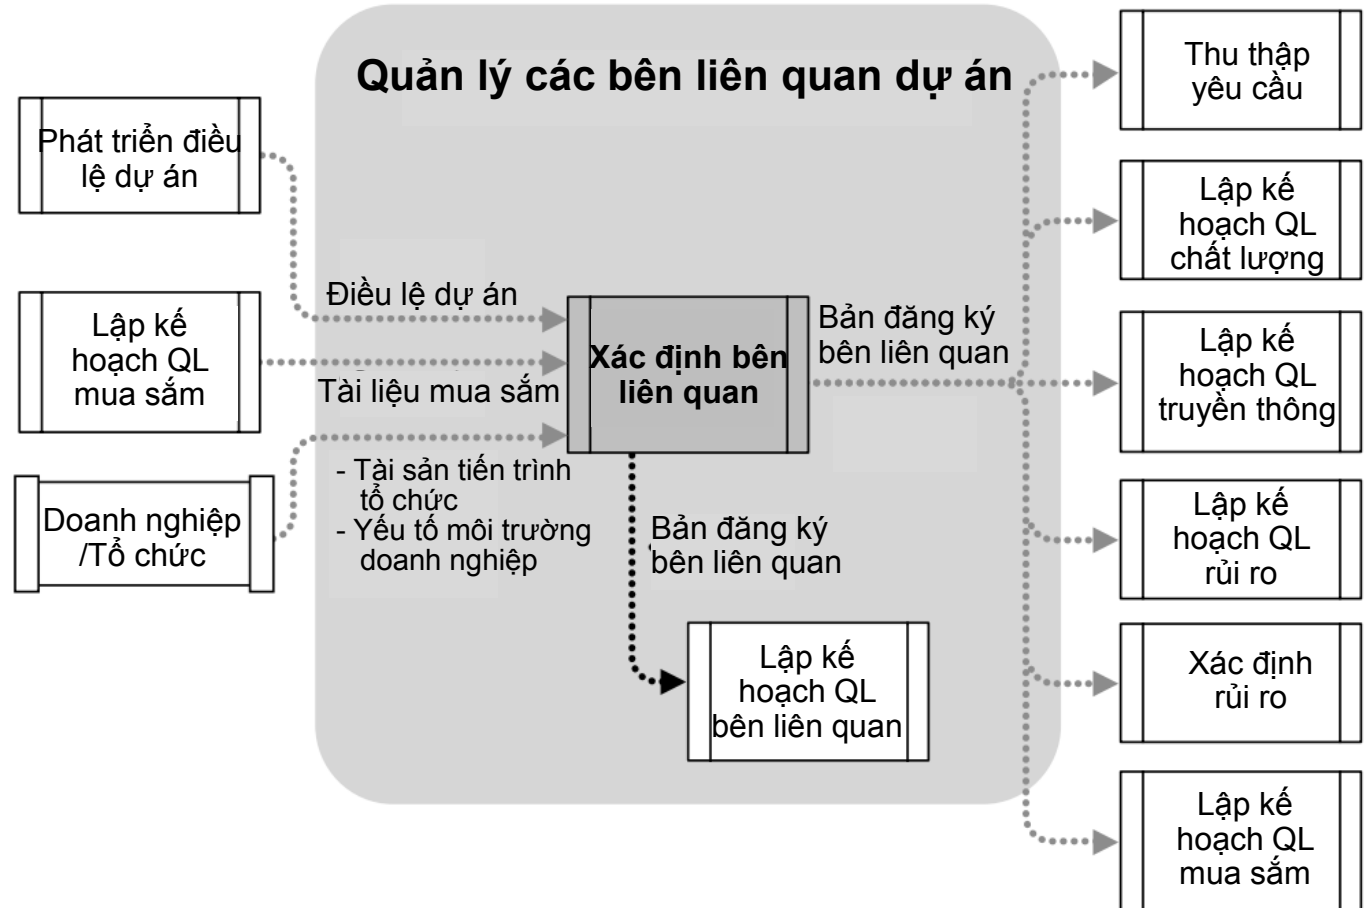 Quản lý các bên liên quan dự án
Phát triển điều
lệ dự án
Lập kế
hoạch QL
mua sắm
Doanh nghiệp
/Tổ chức
Điều lệ dự án
Tài liệu mua sắm
- Tài sản tiến trình
tổ chức
- Yếu tố môi trường
doanh nghiệp
Xác định bên
liên quan
Bản đăng ký
bên liên quan
Bản đăng ký
bên liên quan
Lập kế
hoạch QL
bên liên quan
Thu thập
yêu cầu
Lập kế
hoạch QL
chất lượng
Lập kế
hoạch QL
truyền thông
Lập kế
hoạch QL
rủi ro
Xác định
rủi ro
Lập kế
hoạch QL
mua sắm